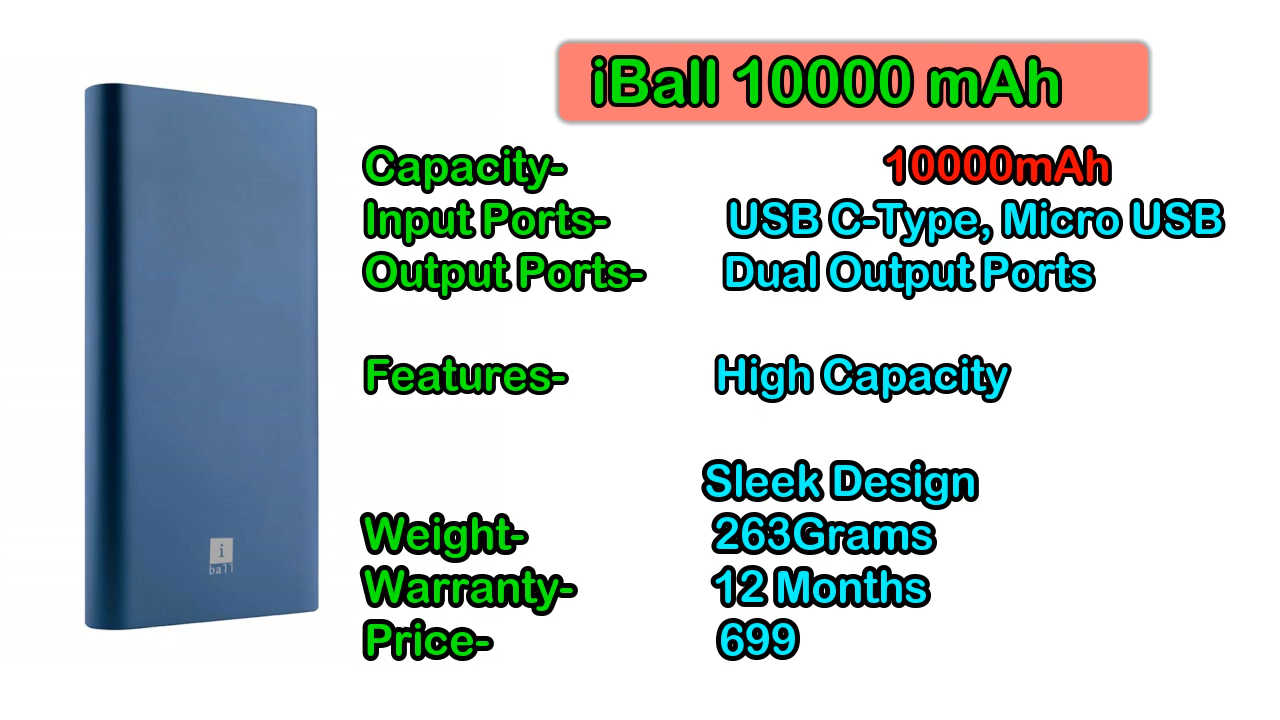 iBall 10000 mAh
Capacity- 10000mAh
Input Ports- USB C-Type, Micro USB
Output Ports- Dual Output Ports
Features- High Capacity
Sleek Design
Weight- 263Grams
Warranty- 12 Months
Price- 699
i
ball